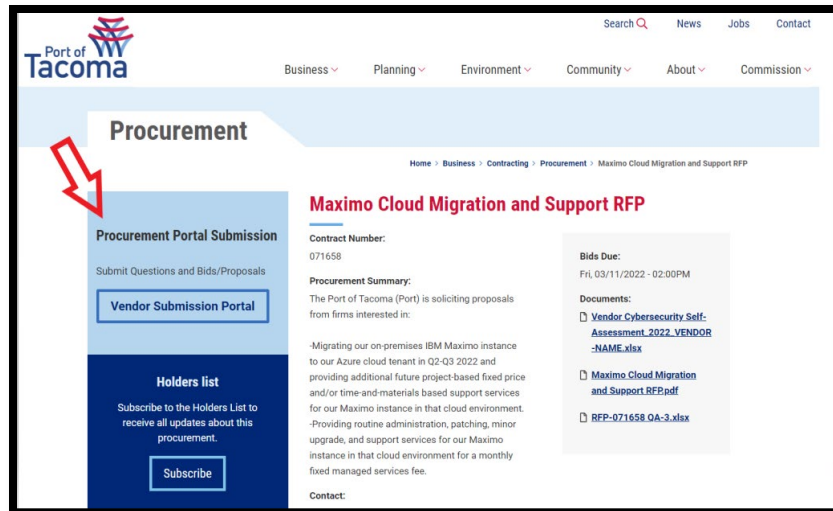 Port of
Tacoma
Search News Jobs Contact
Business Planning Environment Community About Commission
Procurement
Home > Business > Contracting > Procurement > Maximo Cloud Migration and Support RFP
Procurement Portal Submission
Submit Questions and Bids/Proposals
Vendor Submission Portal
Holders list
Subscribe to the Holders List to
receive all updates about this
procurement.
Subscribe
Maximo Cloud Migration and Support RFP
Contract Number:
071658
Procurement Summary:
The Port of Tacoma (Port) is soliciting proposals
from firms interested in:
-Migrating our on-premises IBM Maximo instance
to our Azure cloud tenant in Q2-Q3 2022 and
providing additional future project-based fixed price
and/or time-and-materials based support services
for our Maximo instance in that cloud environment.
-Providing routine administration, patching, minor
upgrade, and support services for our Maximo
instance in that cloud environment for a monthly
fixed managed services fee.
Contact:
Bids Due:
Fri, 03/11/2022 - 02:00PM
Documents:
Vendor Cybersecurity Self-
Assessment_2022_VENDOR
-NAME.xlsx
Maximo Cloud Migration
and Support RFP.pdf
RFP-071658 QA-3.xlsx